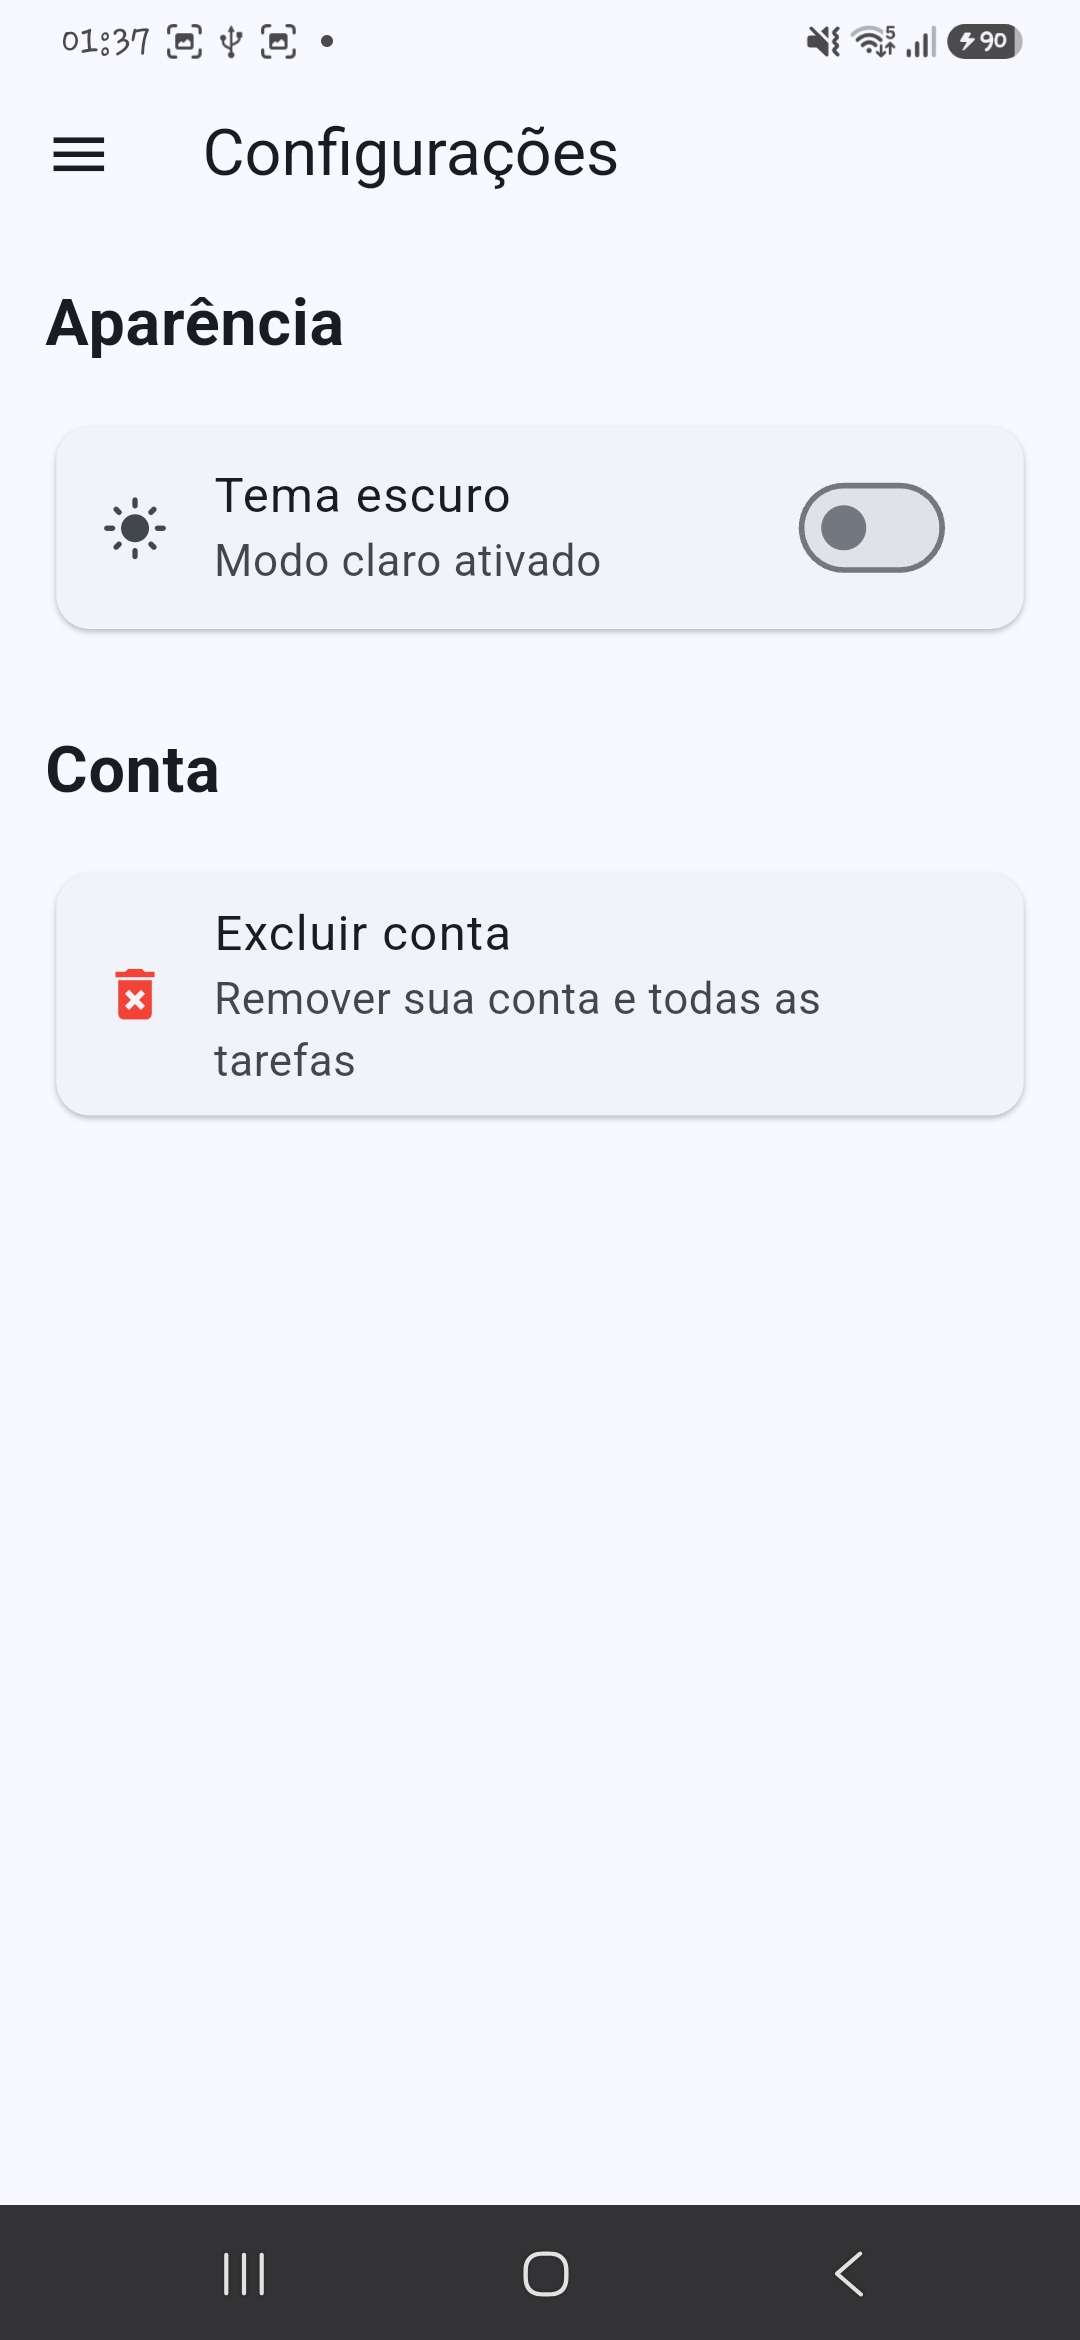 01:37
5
90
Configurações
Aparência
Tema escuro
Modo claro ativado
Conta
Excluir conta
Remover sua conta e todas as
tarefas